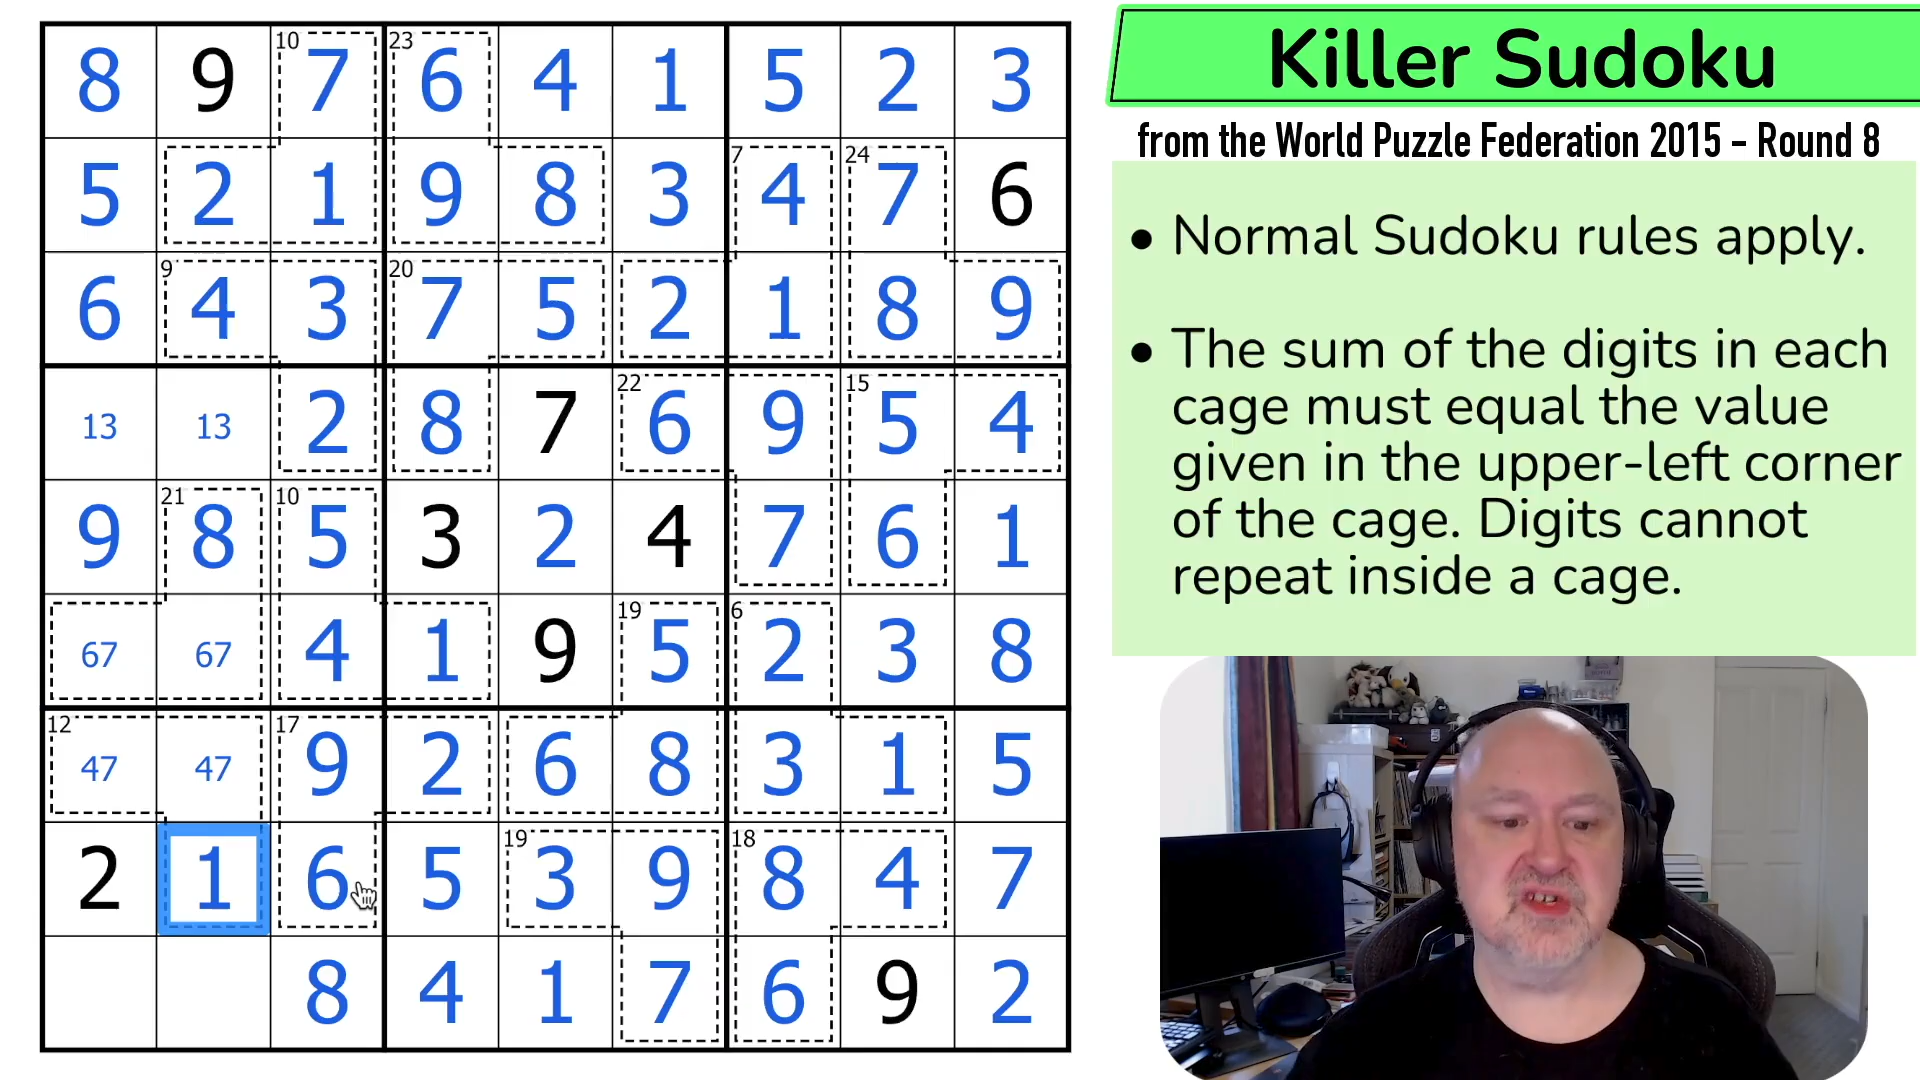 Killer Sudoku
from the World Puzzle Federation 2015 - Round 8
• Normal Sudoku rules apply.
• The sum of the digits in each
cage must equal the value
given in the upper-left corner
of the cage. Digits cannot
repeat inside a cage.
10 23
8 9 7 6 4 1 5 2 3
7 24
5 2 1 9 8 3 4 7 6
9 20
6 4 3 7 5 2 1 8 9
22 15
13 13 2 8 7 6 9 5 4
21 10
9 8 5 3 2 4 7 6 1
19 6
67 67 4 1 9 5 2 3 8
12 17
47 47 9 2 6 8 3 1 5
19 18
2 1 6 5 3 9 8 4 7
8 4 1 7 6 9 2